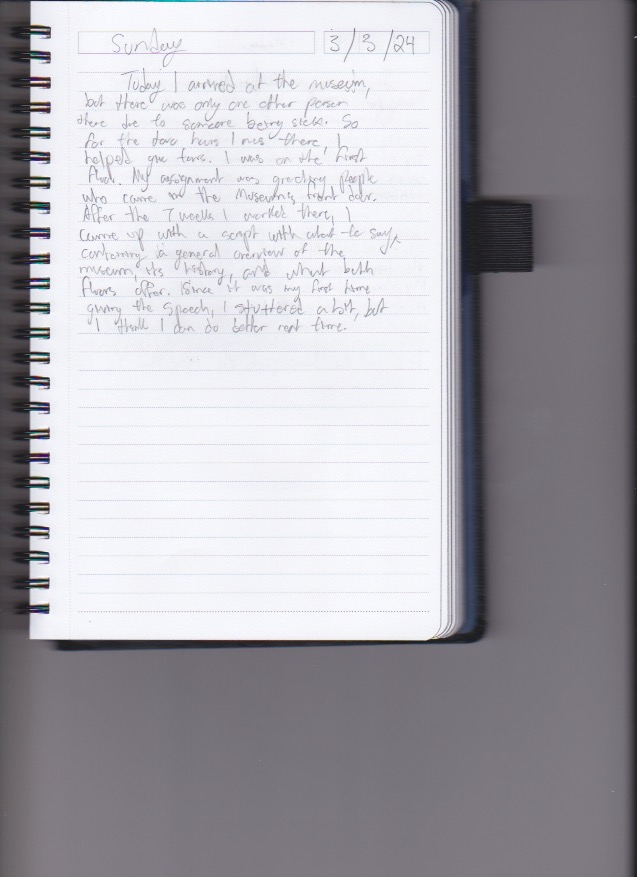 Sunday 3/3/24
Today I arrived at the museum,
but there was only one other person
there due to someone being sick. So
for the hours I was there, I
helped give tours. I was on the first
floor. My assignment was greeting people
who came in the museum's front door.
After the 7 weeks I worked there, I
came up with a script with what to say,
containing a general overview of the
museum, its history, and what both
floors offer. Since it was my first time
giving the speech, I stuttered a bit, but
I think I can do better next time.